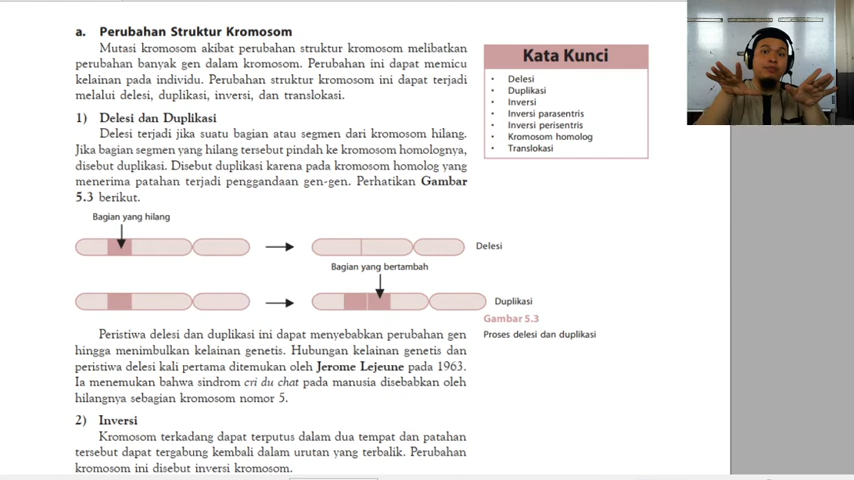 a. Perubahan Struktur Kromosom
Mutasi kromosom akibat perubahan struktur kromosom melibatkan
perubahan banyak gen dalam kromosom. Perubahan ini dapat memicu
kelainan pada individu. Perubahan struktur kromosom ini dapat terjadi
melalui delesi, duplikasi, inversi, dan translokasi.
1) Delesi dan Duplikasi
Delesi terjadi jika suatu bagian atau segmen dari kromosom hilang.
Jika bagian segmen yang hilang tersebut pindah ke kromosom homolognya,
disebut duplikasi. Disebut duplikasi karena pada kromosom homolog yang
menerima patahan terjadi penggandaan gen-gen. Perhatikan Gambar
5.3 berikut.
Kata Kunci
• Delesi
• Duplikasi
• Inversi
• Inversi parasentris
• Inversi perisentris
• Kromosom homolog
• Translokasi
Bagian yang hilang
Delesi
Bagian yang bertambah
Duplikasi
Gambar 5.3
Proses delesi dan duplikasi
Peristiwa delesi dan duplikasi ini dapat menyebabkan perubahan gen
hingga menimbulkan kelainan genetis. Hubungan kelainan genetis dan
peristiwa delesi kali pertama ditemukan oleh Jerome Lejeune pada 1963.
Ia menemukan bahwa sindrom cri du chat pada manusia disebabkan oleh
hilangnya sebagian kromosom nomor 5.
2) Inversi
Kromosom terkadang dapat terputus dalam dua tempat dan patahan
tersebut dapat tergabung kembali dalam urutan yang terbalik. Perubahan
kromosom ini disebut inversi kromosom.